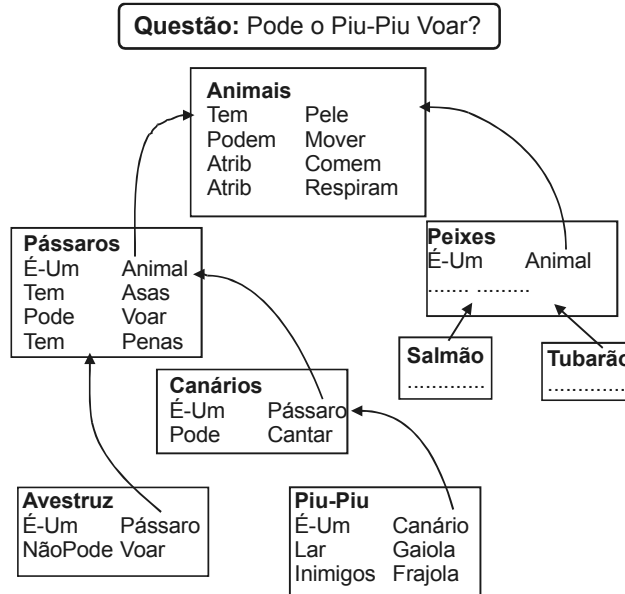 Questão: Pode o Piu-Piu Voar?
Animais
Tem Pele
Podem Mover
Atrib Comem
Atrib Respiram
Pássaros
É-Um Animal
Tem Asas
Pode Voar
Tem Penas
Peixes
É-Um Animal
....... .........
Salmão
.............
Tubarão
.............
Canários
É-Um Pássaro
Pode Cantar
Avestruz
É-Um Pássaro
NãoPode Voar
Piu-Piu
É-Um Canário
Lar Gaiola
Inimigos Frajola